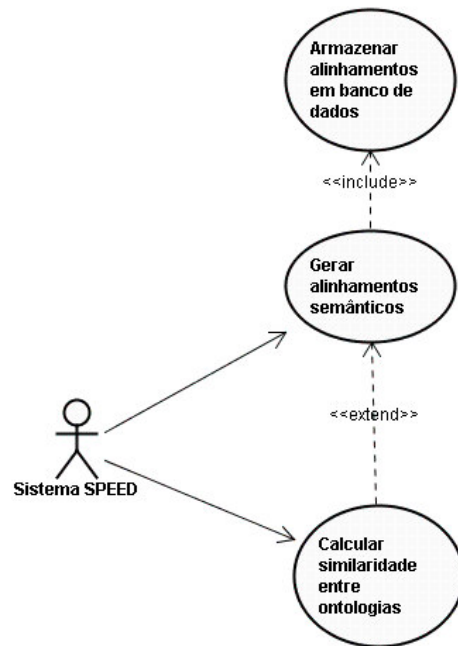 Armazenar
alinhamentos
em banco de
dados
<<include>>
Gerar
alinhamentos
semânticos
<<extend>>
Sistema SPEED
Calcular
similaridade
entre
ontologias